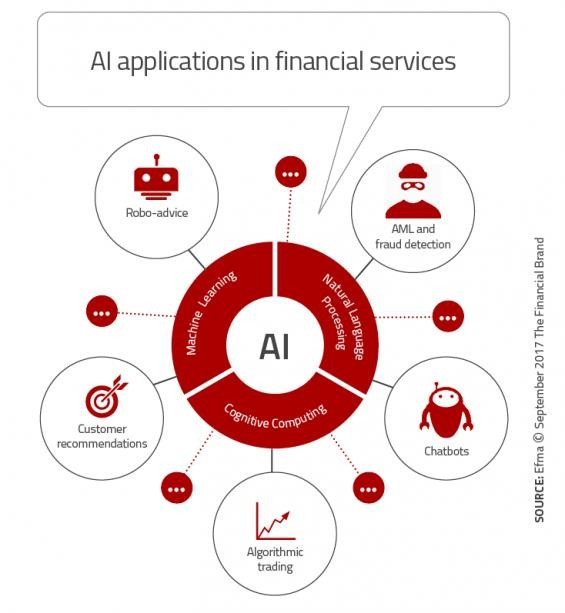 AI applications in financial services
Robo-advice
AML and
fraud detection
Machine Learning
Natural Language
Processing
AI
Cognitive Computing
Customer
recommendations
Chatbots
Algorithmic
trading
SOURCE: Efma © September 2017 The Financial Brand